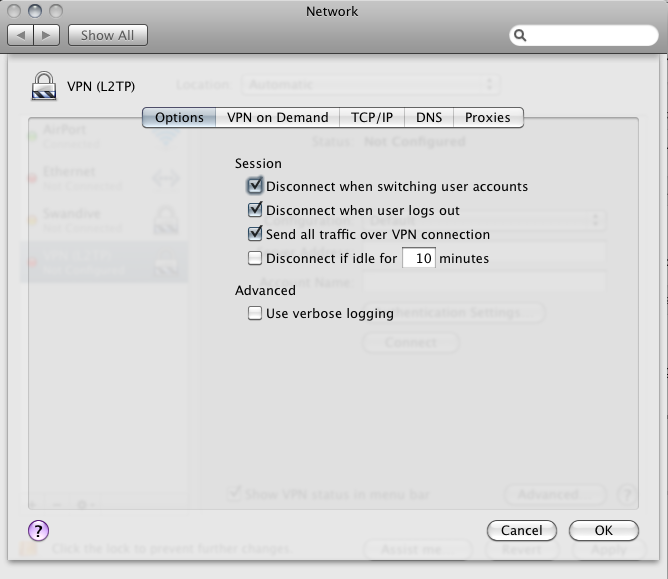 Network
Show All
VPN (L2TP)
Location: Automatic
Options VPN on Demand TCP/IP DNS Proxies
AirPort
Connected
Status: Not Configured
Ethernet
Not Connected
Swandive
Not Connected
Session
Disconnect when switching user accounts
Disconnect when user logs out
Send all traffic over VPN connection
Disconnect if idle for 10 minutes
Account Name:
Advanced
Use verbose logging
Authentication Settings...
Connect
Show VPN status in menu bar Advanced... ?
? Cancel OK
Click the lock to prevent further changes. Assist me... Revert Apply